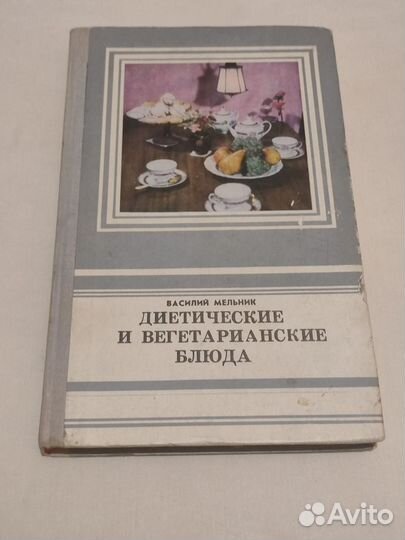 ВАСИЛИЙ МЕЛЬНИК
ДИЕТИЧЕСКИЕ
И ВЕГЕТАРИАНСКИЕ
БЛЮДА
Avito